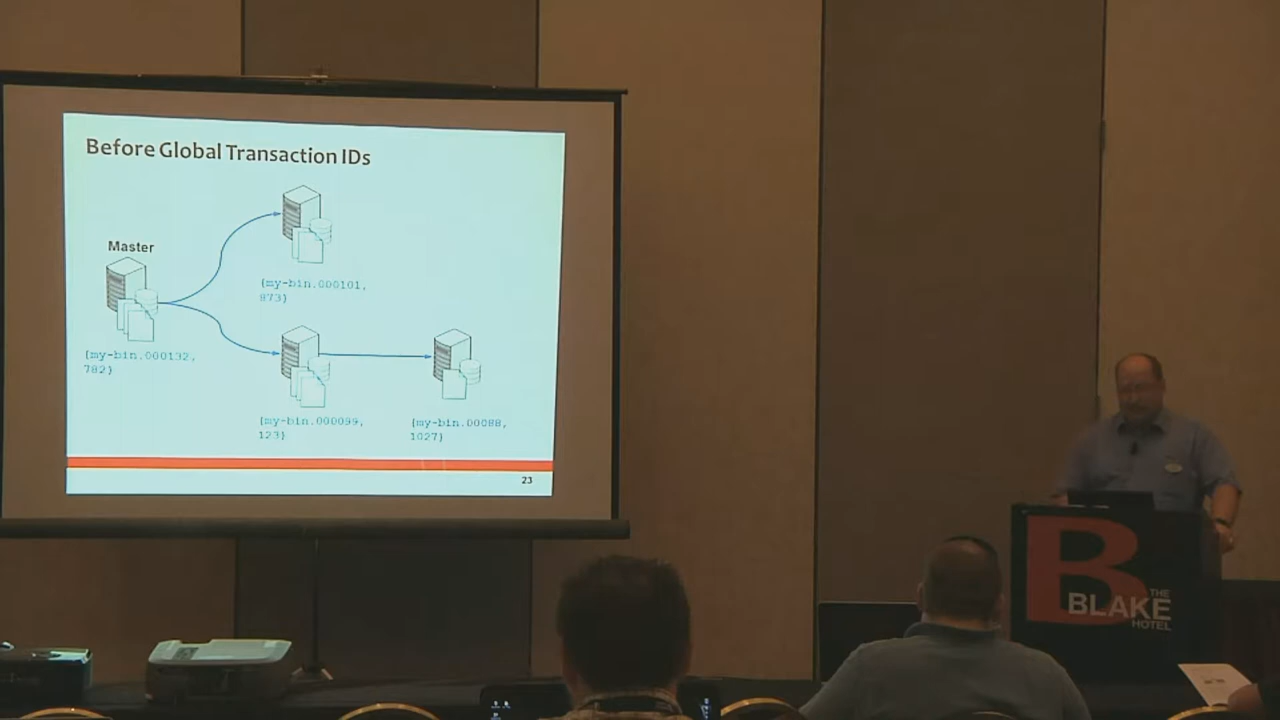 Before Global Transaction IDs
Master
{my-bin.000101,
873}
{my-bin.000132,
782}
{my-bin.000099,
123}
{my-bin.00088,
1027}
23
B
THE
BLAKE
HOTEL